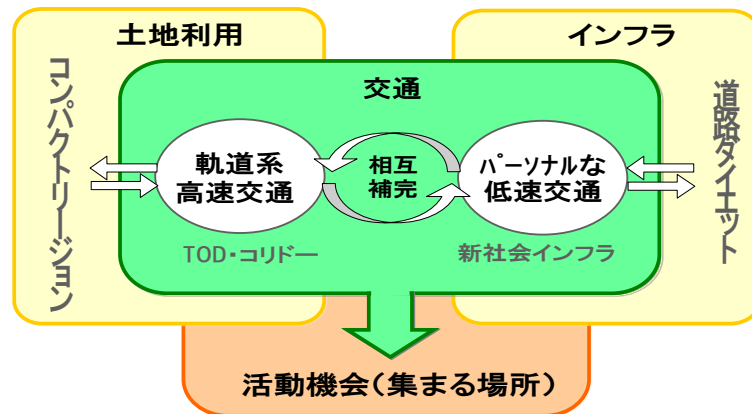 土地利用
インフラ
交通
コンパクトリージョン
軌道系
高速交通
相互
補完
パーソナルな
低速交通
道路ダイエット
TOD・コリドー
新社会インフラ
活動機会(集まる場所)